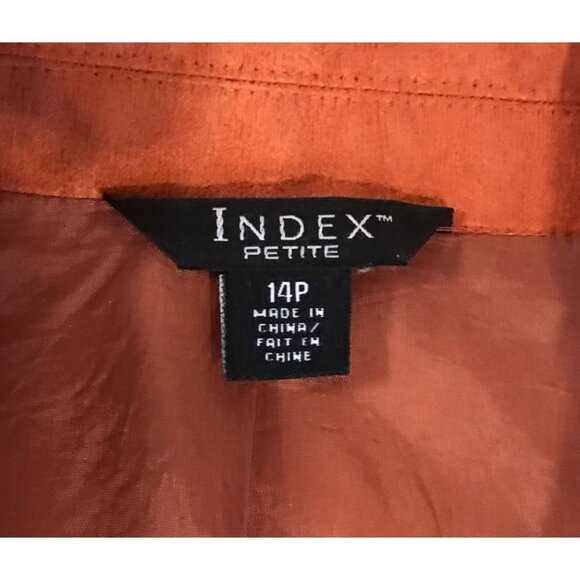 INDEX™
PETITE
14P
MADE IN
CHINA/
FAIT EN
CHINE